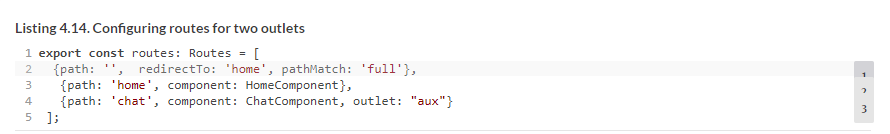 Listing 4.14. Configuring routes for two outlets
1 export const routes: Routes = [
2   {path: '',  redirectTo: 'home', pathMatch: 'full'},
3    {path: 'home', component: HomeComponent},
4    {path: 'chat', component: ChatComponent, outlet: "aux"}
5 ];
1
2
3